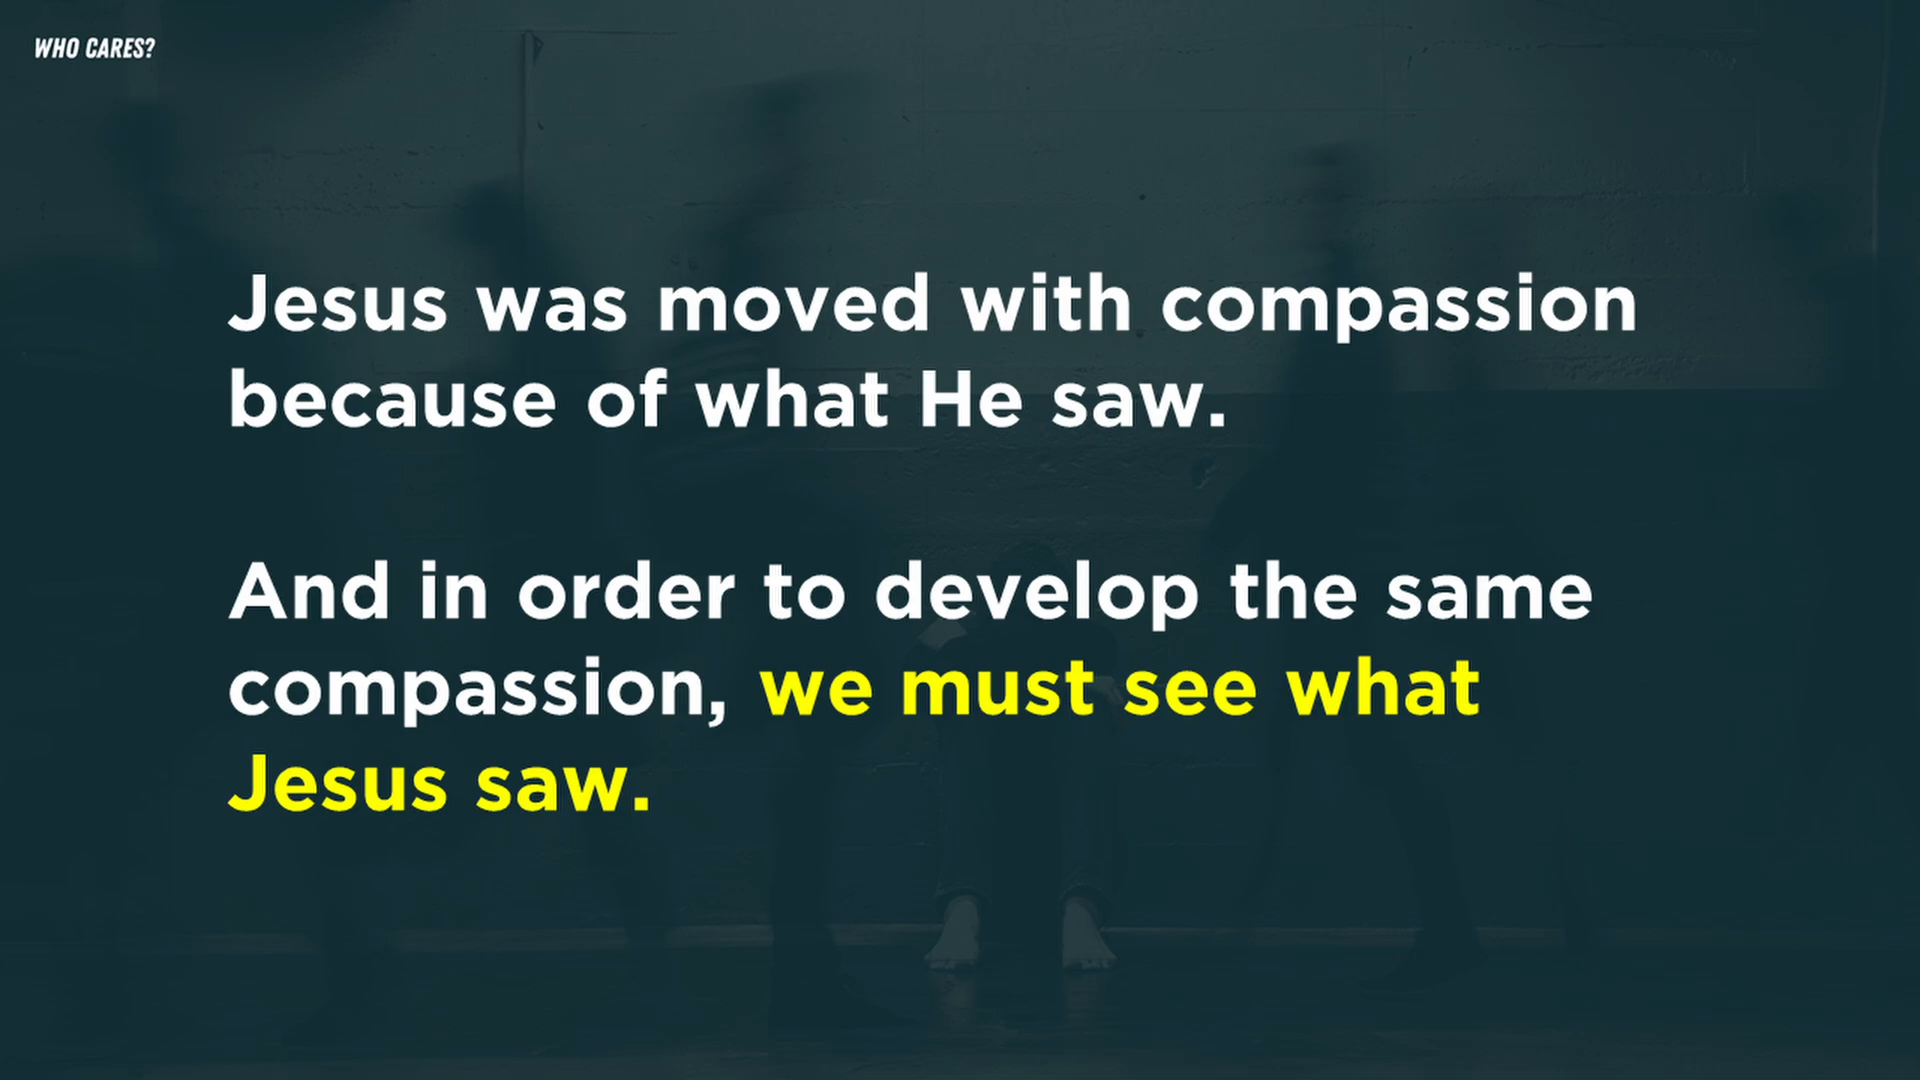 WHO CARES?
Jesus was moved with compassion
because of what He saw.
And in order to develop the same
compassion, we must see what
Jesus saw.